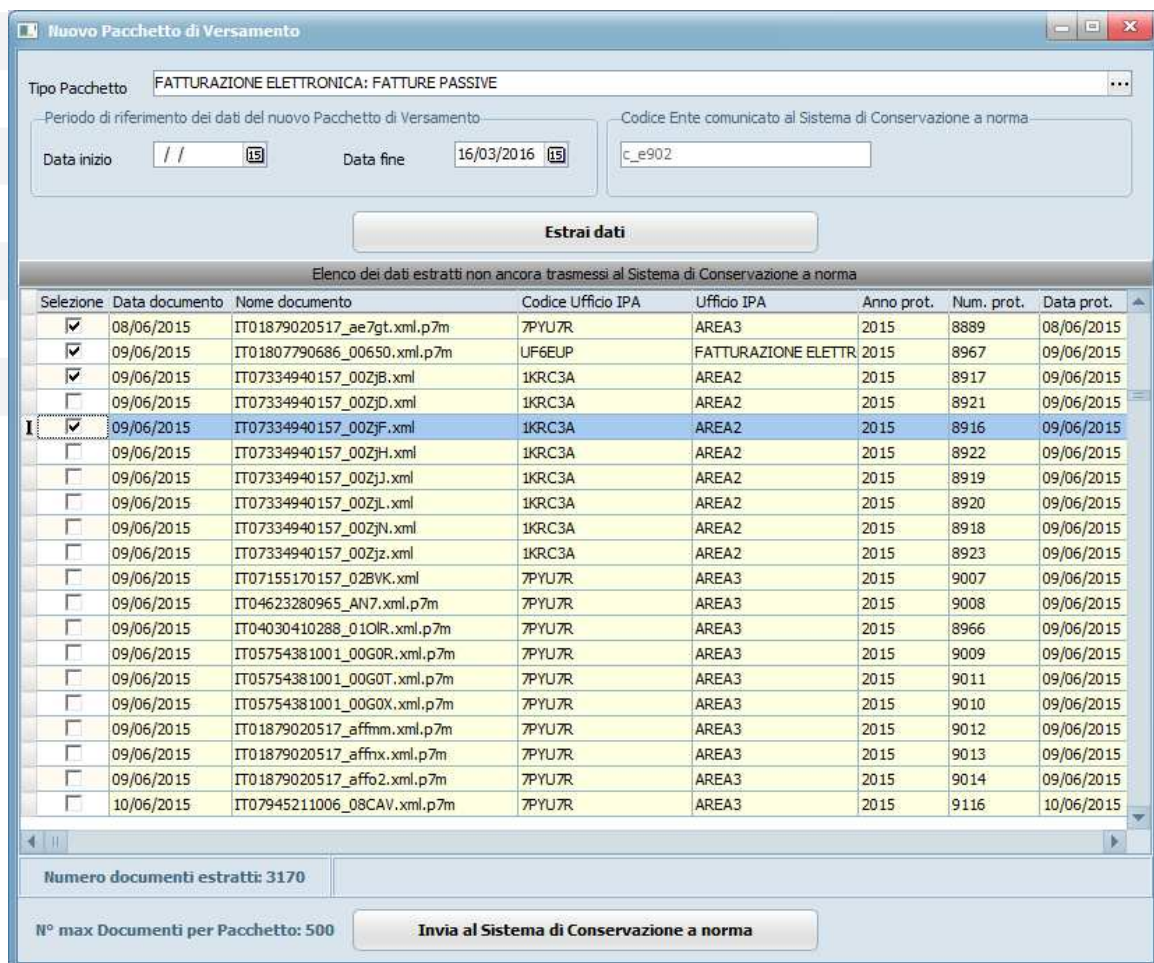 Nuovo Pacchetto di Versamento
Tipo Pacchetto FATTURAZIONE ELETTRONICA: FATTURE PASSIVE ...
Periodo di riferimento dei dati del nuovo Pacchetto di Versamento Codice Ente comunicato al Sistema di Conservazione a norma
Data inizio / / 15 Data fine 16/03/2016 15 c_e902
Estrai dati
Elenco dei dati estratti non ancora trasmessi al Sistema di Conservazione a norma
Selezione Data documento Nome documento Codice Ufficio IPA Ufficio IPA Anno prot. Num. prot. Data prot.
08/06/2015 IT01879020517_ae7gt.xml.p7m 7PYU7R AREA3 2015 8889 08/06/2015
09/06/2015 IT01807790686_00650.xml.p7m UF6EUP FATTURAZIONE ELETTR 2015 8967 09/06/2015
09/06/2015 IT07334940157_00ZjB.xml 1KRC3A AREA2 2015 8917 09/06/2015
09/06/2015 IT07334940157_00ZjD.xml 1KRC3A AREA2 2015 8921 09/06/2015
09/06/2015 IT07334940157_00ZjF.xml 1KRC3A AREA2 2015 8916 09/06/2015
09/06/2015 IT07334940157_00ZjH.xml 1KRC3A AREA2 2015 8922 09/06/2015
09/06/2015 IT07334940157_00ZjJ.xml 1KRC3A AREA2 2015 8919 09/06/2015
09/06/2015 IT07334940157_00ZjL.xml 1KRC3A AREA2 2015 8920 09/06/2015
09/06/2015 IT07334940157_00ZjN.xml 1KRC3A AREA2 2015 8918 09/06/2015
09/06/2015 IT07334940157_00Zjz.xml 1KRC3A AREA2 2015 8923 09/06/2015
09/06/2015 IT07155170157_02BVK.xml 7PYU7R AREA3 2015 9007 09/06/2015
09/06/2015 IT04623280965_AN7.xml.p7m 7PYU7R AREA3 2015 9008 09/06/2015
09/06/2015 IT04030410288_01OlR.xml.p7m 7PYU7R AREA3 2015 8966 09/06/2015
09/06/2015 IT05754381001_00G0R.xml.p7m 7PYU7R AREA3 2015 9009 09/06/2015
09/06/2015 IT05754381001_00G0T.xml.p7m 7PYU7R AREA3 2015 9011 09/06/2015
09/06/2015 IT05754381001_00G0X.xml.p7m 7PYU7R AREA3 2015 9010 09/06/2015
09/06/2015 IT01879020517_affmm.xml.p7m 7PYU7R AREA3 2015 9012 09/06/2015
09/06/2015 IT01879020517_affnx.xml.p7m 7PYU7R AREA3 2015 9013 09/06/2015
09/06/2015 IT01879020517_affo2.xml.p7m 7PYU7R AREA3 2015 9014 09/06/2015
10/06/2015 IT07945211006_08CAV.xml.p7m 7PYU7R AREA3 2015 9116 10/06/2015
Numero documenti estratti: 3170
N° max Documenti per Pacchetto: 500 Invia al Sistema di Conservazione a norma